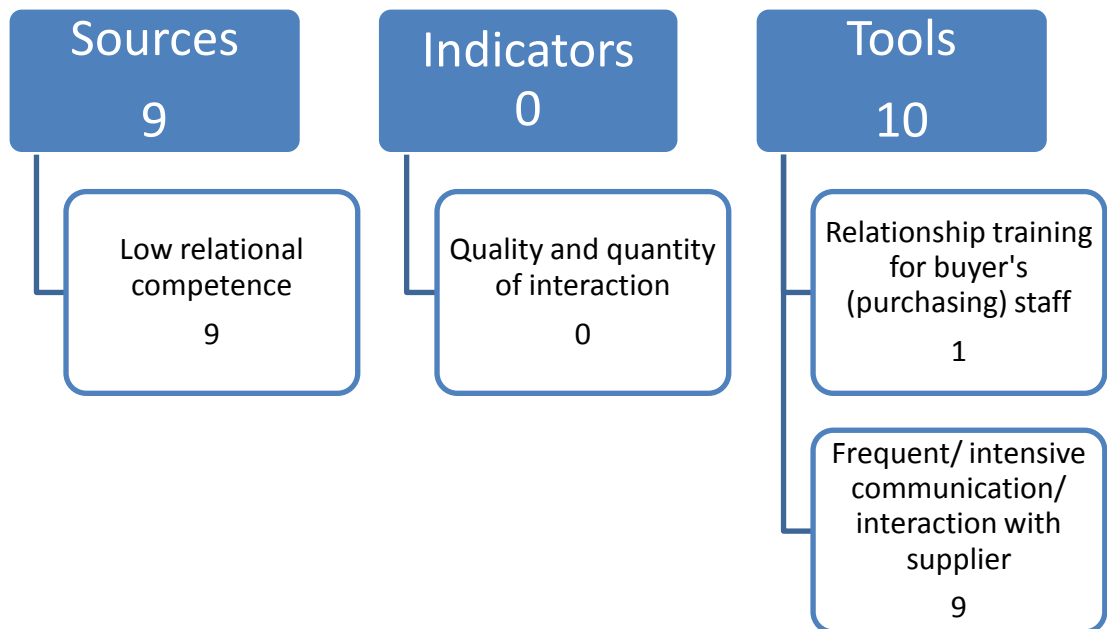 Sources
9
Low relational
competence
9
Indicators
0
Quality and quantity
of interaction
0
Tools
10
Relationship training
for buyer's
(purchasing) staff
1
Frequent/ intensive
communication/
interaction with
supplier
9